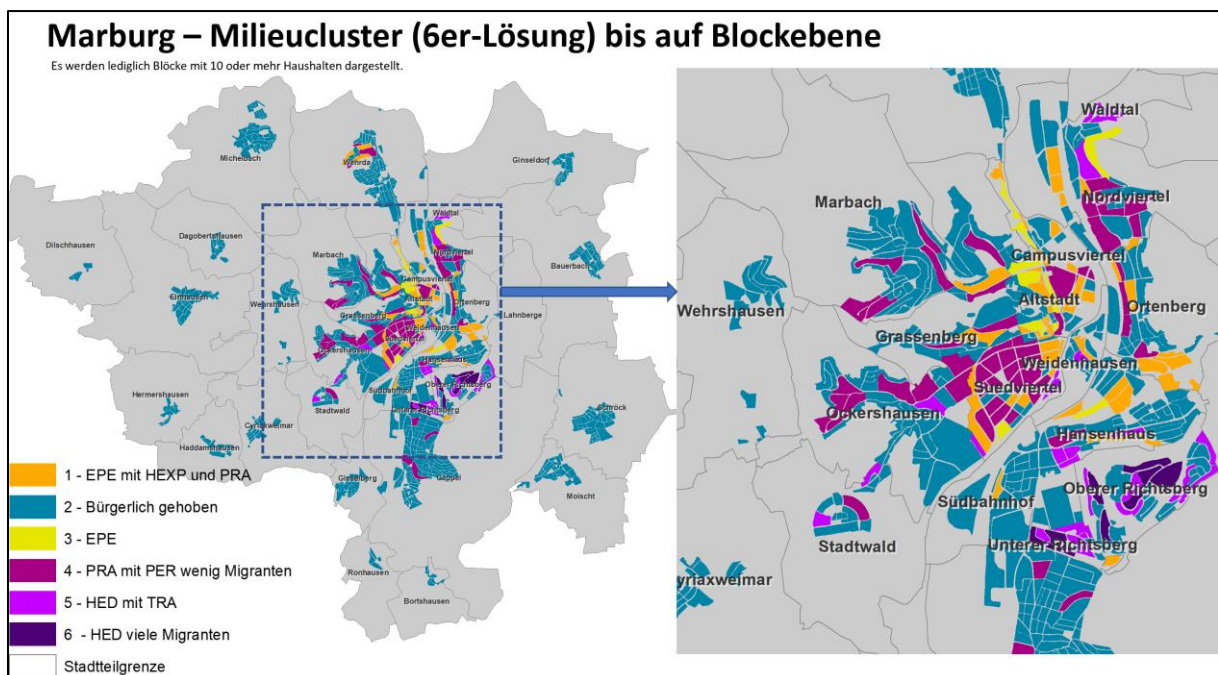 Marburg – Milieucluster (6er-Lösung) bis auf Blockebene
Es werden lediglich Blöcke mit 10 oder mehr Haushalten dargestellt.
Michelbach
Wehrda
Ginseldorf
Waldtal
Dilschhausen
Dagobertshausen
Marbach
Nordviertel
Bauerbach
Elnhausen
Wehrshausen
Campusviertel
Altstadt
Ortenberg
Lahnberge
Grassenberg
Weidenhausen
Suedviertel
Ockershausen
Hansenhaus
Hermershausen
Südbahnhof
Oberer Richtsberg
Stadtwald
Unterer Richtsberg
Schröck
Cyriaxweimar
Haddamshausen
Gisselberg
Cappel
Moischt
Ronhausen
Bortshausen
1 - EPE mit HEXP und PRA
2 - Bürgerlich gehoben
3 - EPE
4 - PRA mit PER wenig Migranten
5 - HED mit TRA
6 - HED viele Migranten
Stadtteilgrenze
Waldtal
Marbach
Nordviertel
Campusviertel
Wehrshausen
Altstadt
Ortenberg
Grassenberg
Weidenhausen
Suedviertel
Ockershausen
Hansenhaus
Südbahnhof
Oberer Richtsberg
Stadtwald
Unterer Richtsberg
yriaxweimar